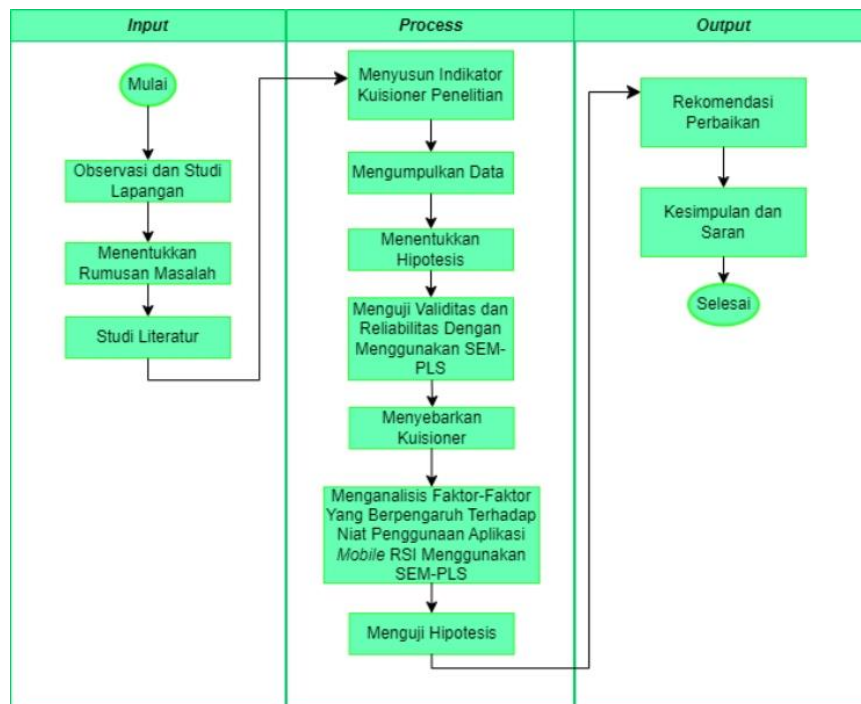 Input
Mulai
Observasi dan Studi
Lapangan
Menentukkan
Rumusan Masalah
Studi Literatur
Process
Menyusun Indikator
Kuisioner Penelitian
Mengumpulkan Data
Menentukkan
Hipotesis
Menguji Validitas dan
Reliabilitas Dengan
Menggunakan SEM-
PLS
Menyebarkan
Kuisioner
Menganalisis Faktor-Faktor
Yang Berpengaruh Terhadap
Niat Penggunaan Aplikasi
Mobile RSI Menggunakan
SEM-PLS
Menguji Hipotesis
Output
Rekomendasi
Perbaikan
Kesimpulan dan
Saran
Selesai